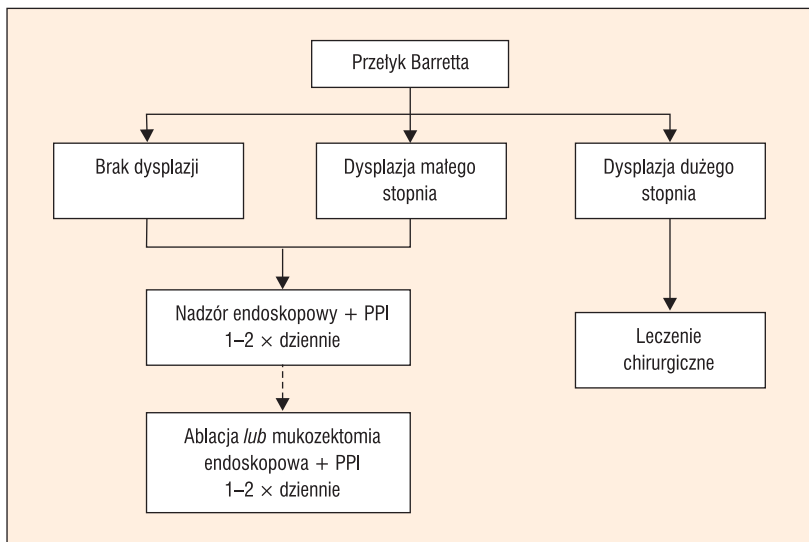 Przełyk Barretta
Brak dysplazji
Dysplazja małego
stopnia
Dysplazja dużego
stopnia
Nadzór endoskopowy + PPI
1–2 × dziennie
Leczenie
chirurgiczne
Ablacja lub mukozektomia
endoskopowa + PPI
1–2 × dziennie